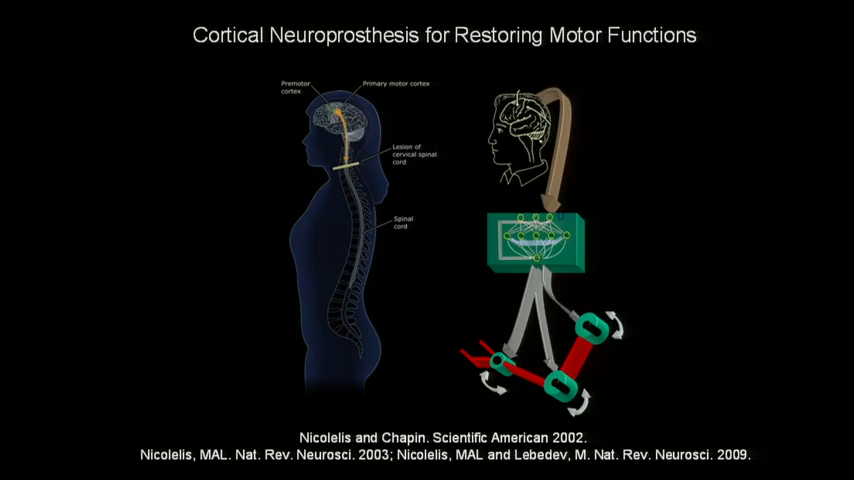 Cortical Neuroprosthesis for Restoring Motor Functions
Premotor
cortex
Primary motor cortex
Lesion of
cervical spinal
cord
Spinal
cord
Nicolelis and Chapin. Scientific American 2002.
Nicolelis, MAL. Nat. Rev. Neurosci. 2003; Nicolelis, MAL and Lebedev, M. Nat. Rev. Neurosci. 2009.